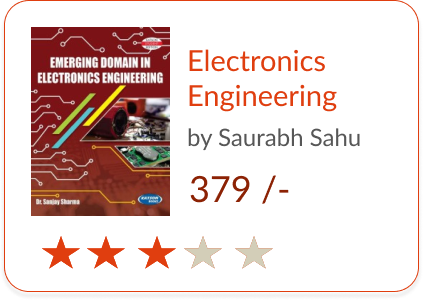 EMERGING DOMAIN IN
ELECTRONICS ENGINEERING
Dr. Sanjay Sharma
Electronics
Engineering
by Saurabh Sahu
379 /-